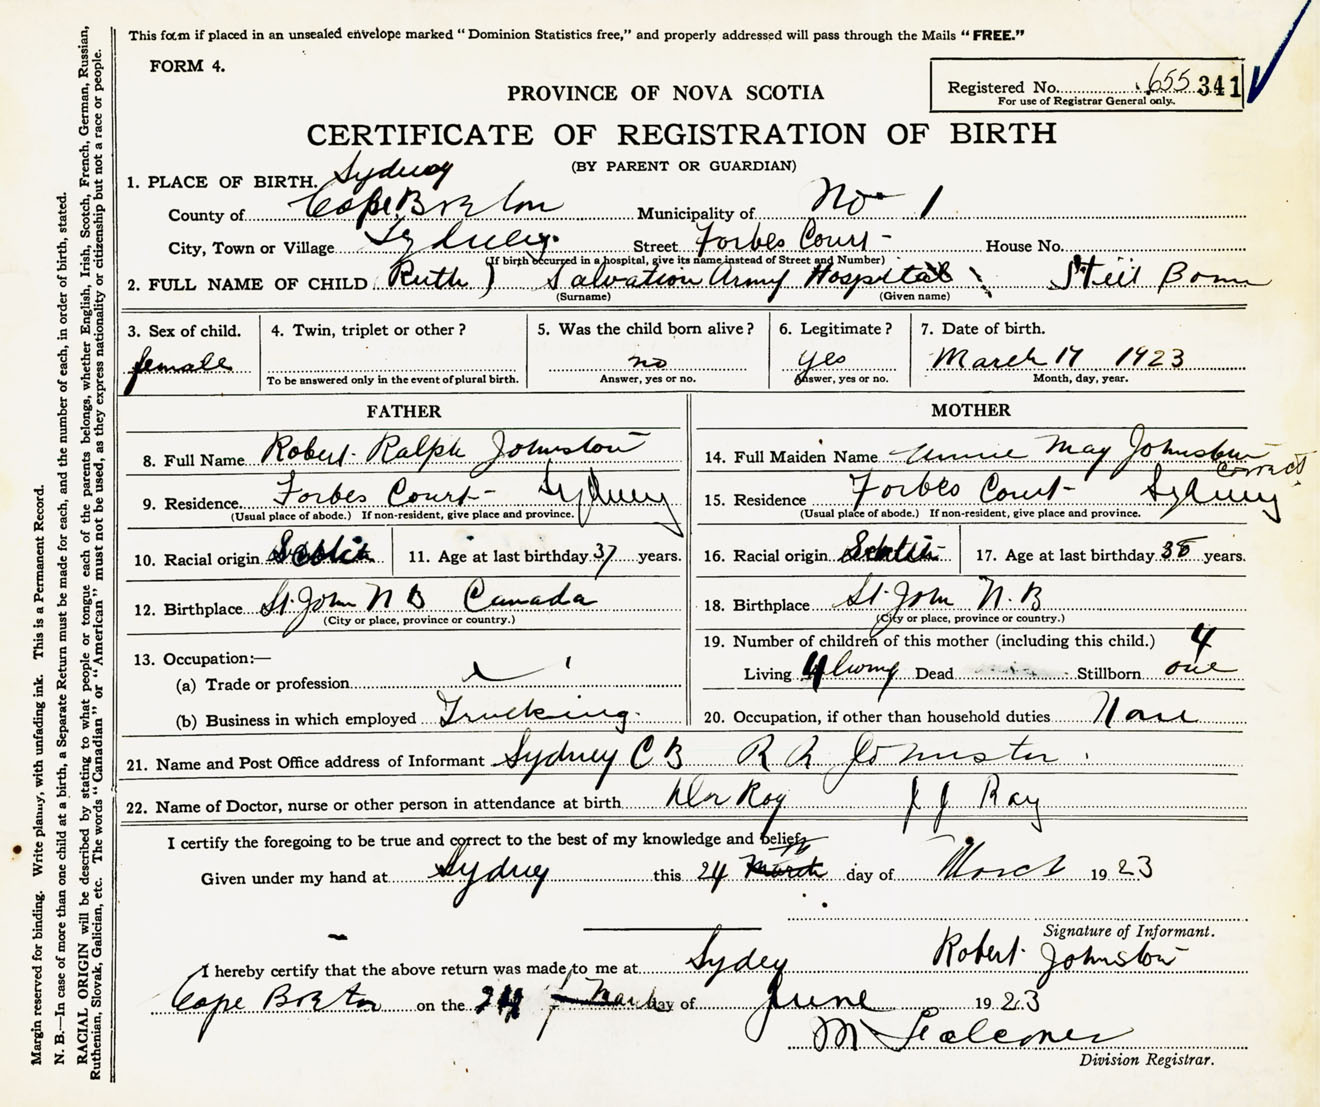 This form if placed in an unsealed envelope marked "Dominion Statistics free," and properly addressed will pass through the Mails "FREE."
FORM 4.
Registered No. 655 341
For use of Registrar General only.
PROVINCE OF NOVA SCOTIA
CERTIFICATE OF REGISTRATION OF BIRTH
(BY PARENT OR GUARDIAN)
1. PLACE OF BIRTH. Sydney
County of Cape Breton Municipality of No 1
City, Town or Village Sydney Street Forbes Court House No.
(If birth occurred in a hospital, give its name instead of Street and Number)
2. FULL NAME OF CHILD Ruth ) Salvation Army Hospital Still Born
(Surname) (Given name)
3. Sex of child. 4. Twin, triplet or other? 5. Was the child born alive? 6. Legitimate? 7. Date of birth.
female no yes March 17 1923
To be answered only in the event of plural birth. Answer, yes or no. Answer, yes or no. Month, day, year.
FATHER
8. Full Name Robert Ralph Johnston
9. Residence Forbes Court Sydney
(Usual place of abode.) If non-resident, give place and province.
10. Racial origin 11. Age at last birthday 37 years.
12. Birthplace St. John N B Canada
(City or place, province or country.)
13. Occupation:—
(a) Trade or profession
(b) Business in which employed Trucking
MOTHER
14. Full Maiden Name Annie May Johnston
correct
15. Residence Forbes Court Sydney
(Usual place of abode.) If non-resident, give place and province.
16. Racial origin 17. Age at last birthday years.
18. Birthplace St. John N. B
(City or place, province or country.)
19. Number of children of this mother (including this child.) 4
Living 4 living Dead Stillborn one
20. Occupation, if other than household duties None
21. Name and Post Office address of Informant Sydney C B R R Johnston
22. Name of Doctor, nurse or other person in attendance at birth J J Roy
I certify the foregoing to be true and correct to the best of my knowledge and belief.
Given under my hand at Sydney this 24 th March day of March 1923
Signature of Informant.
Robert Johnston
I hereby certify that the above return was made to me at Sydney
Cape Breton on the 24 March day of June 1923
M Falconer
Division Registrar.
Margin reserved for binding. Write plainly, with unfading ink. This is a Permanent Record.
N. B.—In case of more than one child at a birth, a Separate Return must be made for each, and the number of each, in order of birth, stated.
RACIAL ORIGIN will be described by stating to what people or tongue each of the parents belongs, whether English, Irish, Scotch, French, German, Russian,
Ruthenian, Slovak, Galician, etc. The words "Canadian" or "American" must not be used, as they express nationality or citizenship but not a race or people.